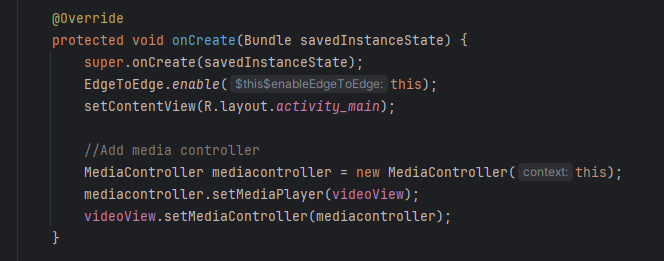 @Override
protected void onCreate(Bundle savedInstanceState) {
super.onCreate(savedInstanceState);
EdgeToEdge.enable( $this$enableEdgeToEdge: this);
setContentView(R.layout.activity_main);
//Add media controller
MediaController mediacontroller = new MediaController( context: this);
mediacontroller.setMediaPlayer(videoView);
videoView.setMediaController(mediacontroller);
}